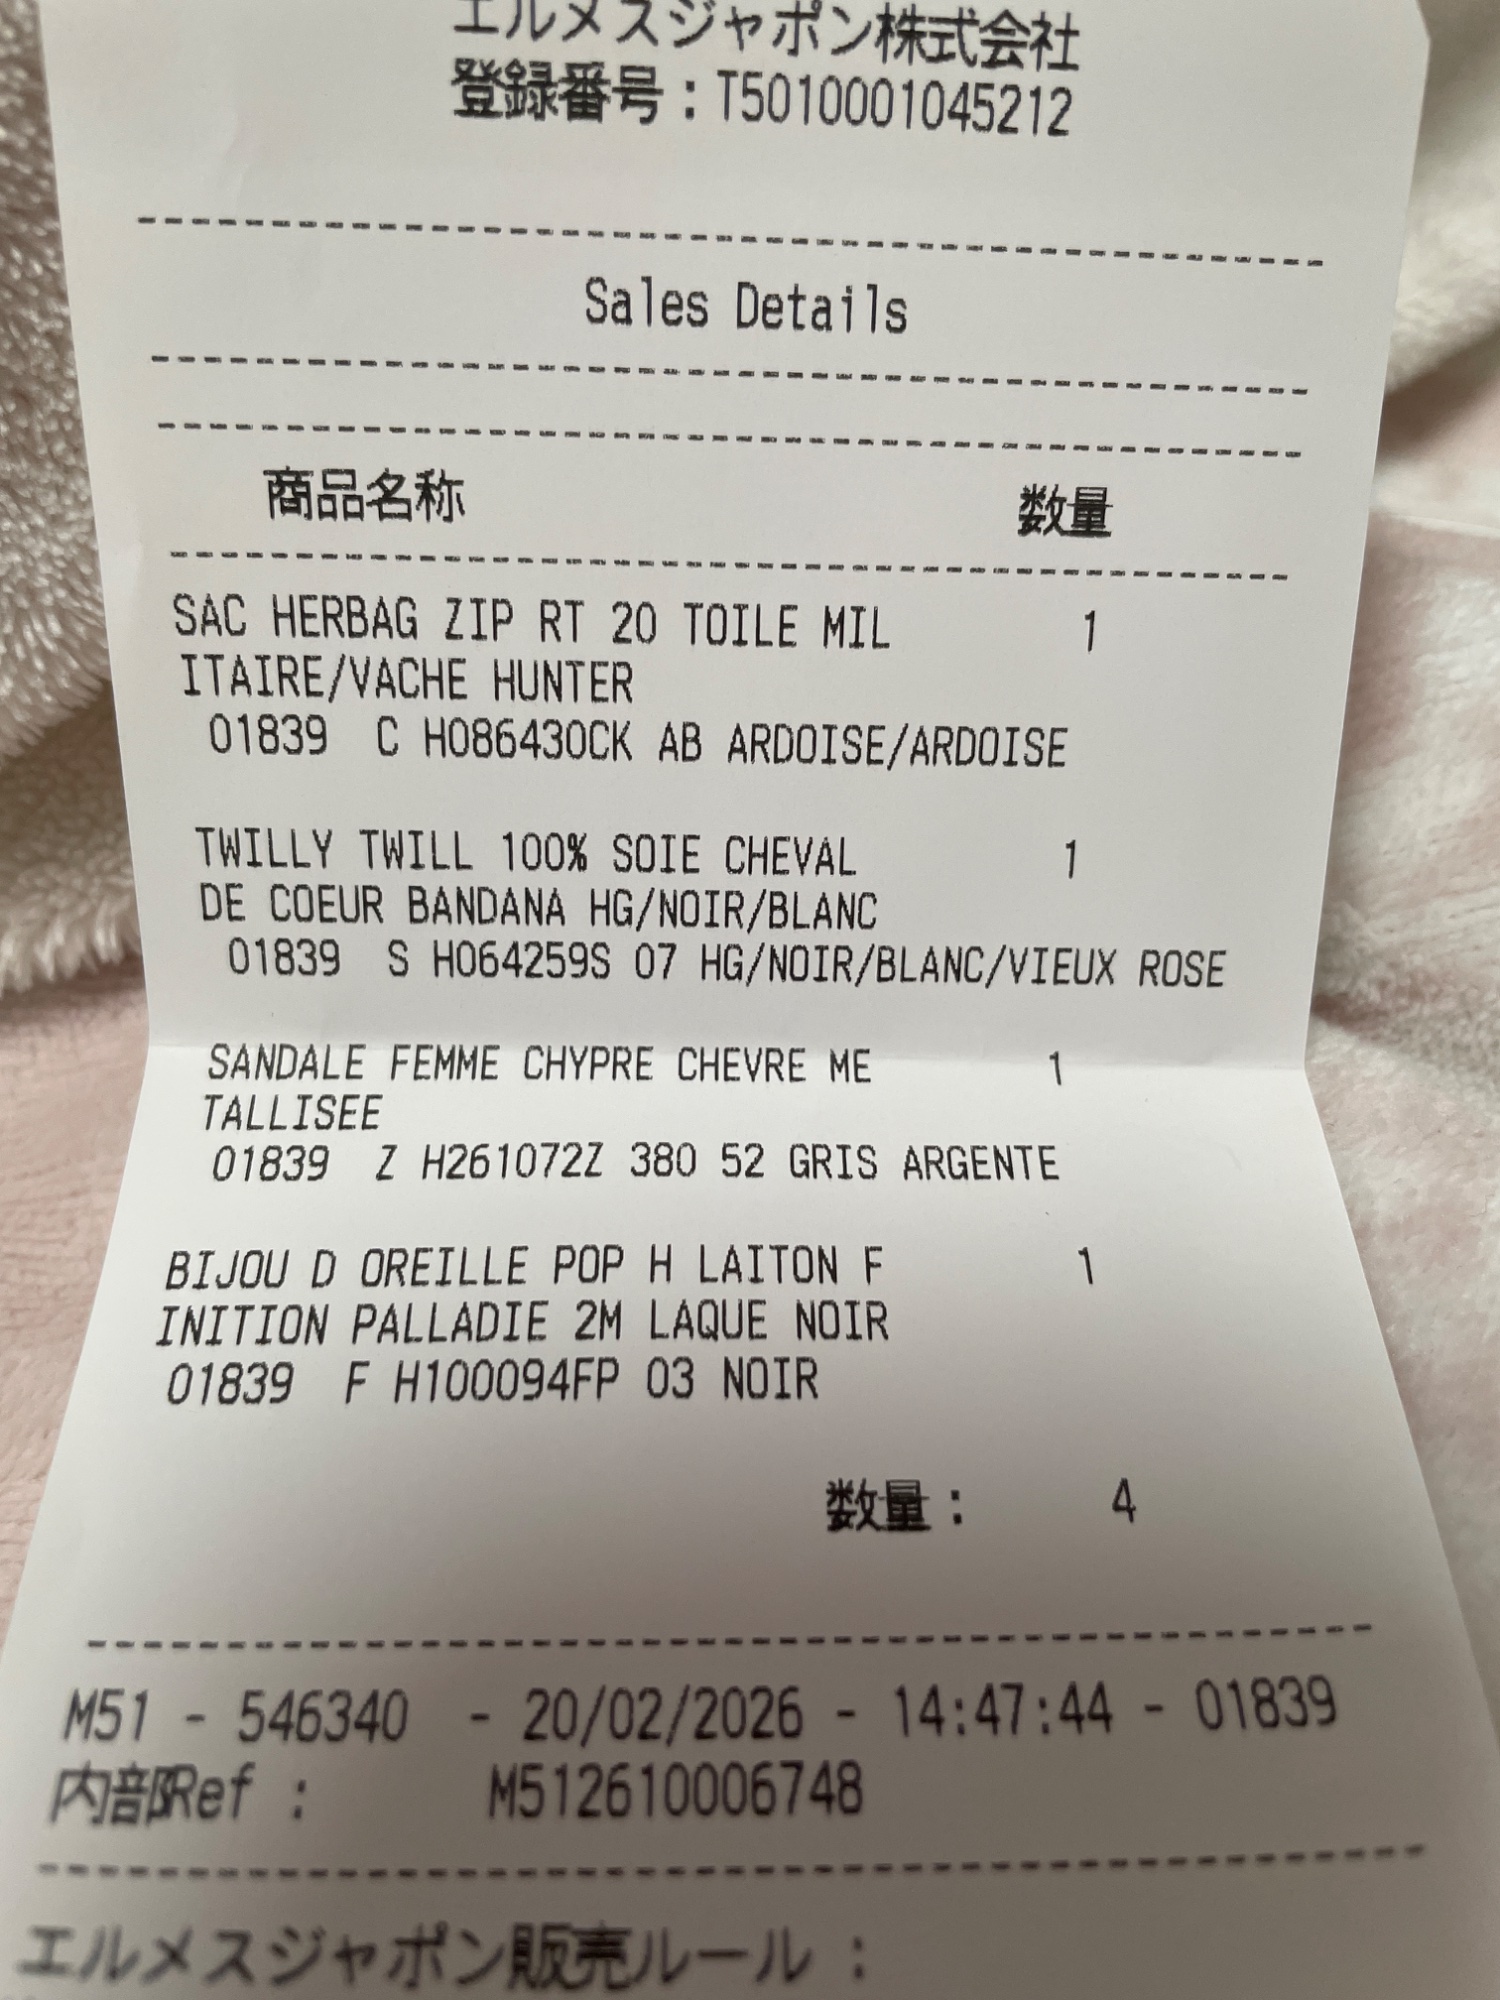 エルメスジャポン株式会社
登録番号：T5010001045212
Sales Details
商品名称 数量
SAC HERBAG ZIP RT 20 TOILE MIL 1
ITAIRE/VACHE HUNTER
01839 C H086430CK AB ARDOISE/ARDOISE
TWILLY TWILL 100% SOIE CHEVAL 1
DE COEUR BANDANA HG/NOIR/BLANC
01839 S H064259S 07 HG/NOIR/BLANC/VIEUX ROSE
SANDALE FEMME CHYPRE CHEVRE ME 1
TALLISEE
01839 Z H261072Z 380 52 GRIS ARGENTE
BIJOU D OREILLE POP H LAITON F 1
INITION PALLADIE 2M LAQUE NOIR
01839 F H100094FP 03 NOIR
数量： 4
M51 - 546340 - 20/02/2026 - 14:47:44 - 01839
内部Ref : M512610006748
エルメスジャポン販売ルール：